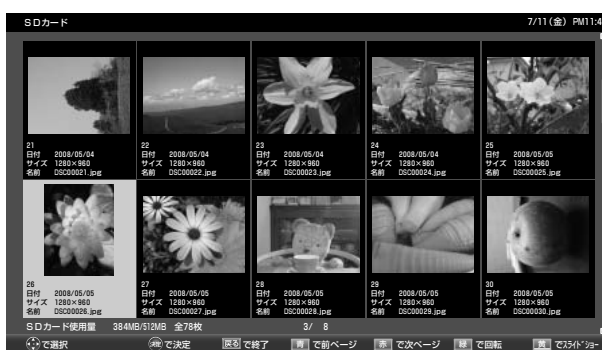 SDカード 7/11(金) PM11:4
21 22 23 24 25
日付 2008/05/04 日付 2008/05/04 日付 2008/05/04 日付 2008/05/04 日付 2008/05/05
サイズ 1280×960 サイズ 1280×960 サイズ 1280×960 サイズ 1280×960 サイズ 1280×960
名前 DSC00021.jpg 名前 DSC00022.jpg 名前 DSC00023.jpg 名前 DSC00024.jpg 名前 DSC00025.jpg
26 27 28 29 30
日付 2008/05/05 日付 2008/05/05 日付 2008/05/05 日付 2008/05/05 日付 2008/05/05
サイズ 1280×960 サイズ 1280×960 サイズ 1280×960 サイズ 1280×960 サイズ 1280×960
名前 DSC00026.jpg 名前 DSC00027.jpg 名前 DSC00028.jpg 名前 DSC00029.jpg 名前 DSC00030.jpg
SDカード使用量 384MB/512MB 全78枚 3/ 8
で選択 決定 で決定 戻る で終了 青 で前ページ 赤 で次ページ 緑 で回転 黄 でスライドショー